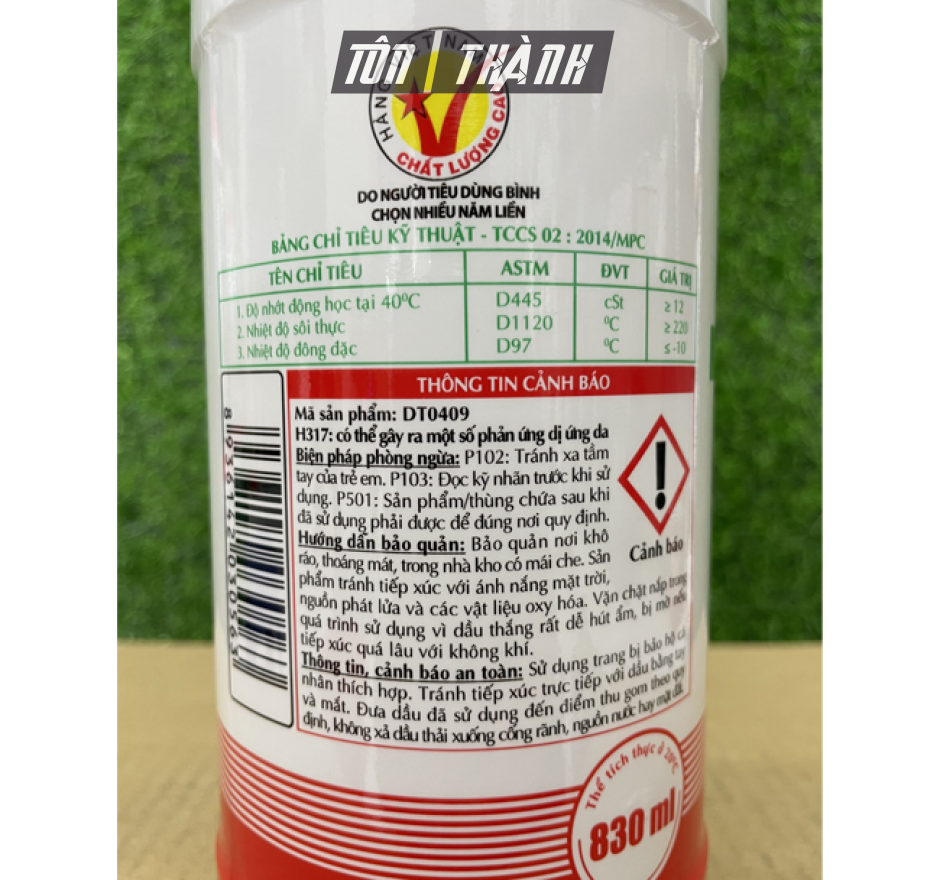 TÔN | THÀNH
HÀNG VIỆT NAM
CHẤT LƯỢNG CAO
DO NGƯỜI TIÊU DÙNG BÌNH
CHỌN NHIỀU NĂM LIỀN
BẢNG CHỈ TIÊU KỸ THUẬT - TCCS 02 : 2014/MPC
TÊN CHỈ TIÊU ASTM ĐVT GIÁ TRỊ
1. Độ nhớt động học tại 40⁰C D445 cSt ≥ 12
2. Nhiệt độ sôi thực D1120 ⁰C ≥ 220
3. Nhiệt độ đông đặc D97 ⁰C ≤ -10
THÔNG TIN CẢNH BÁO
Mã sản phẩm: DT0409
H317: có thể gây ra một số phản ứng dị ứng da
Biện pháp phòng ngừa: P102: Tránh xa tầm
tay của trẻ em. P103: Đọc kỹ nhãn trước khi sử
dụng. P501: Sản phẩm/thùng chứa sau khi
đã sử dụng phải được để đúng nơi quy định.
Hướng dẫn bảo quản: Bảo quản nơi khô
ráo, thoáng mát, trong nhà kho có mái che. Sản
phẩm tránh tiếp xúc với ánh nắng mặt trời,
nguồn phát lửa và các vật liệu oxy hóa. Vặn chặt nắp trong
quá trình sử dụng vì dầu thắng rất dễ hút ẩm, bị mờ nếu
tiếp xúc quá lâu với không khí.
Thông tin, cảnh báo an toàn: Sử dụng trang bị bảo hộ cá
nhân thích hợp. Tránh tiếp xúc trực tiếp với dầu bằng tay
và mắt. Đưa dầu đã sử dụng đến điểm thu gom theo quy
định, không xả dầu thải xuống cống rãnh, nguồn nước hay mặt đất.
Cảnh báo
8 936142 030563
Thể tích thực ở 20⁰C
830 ml